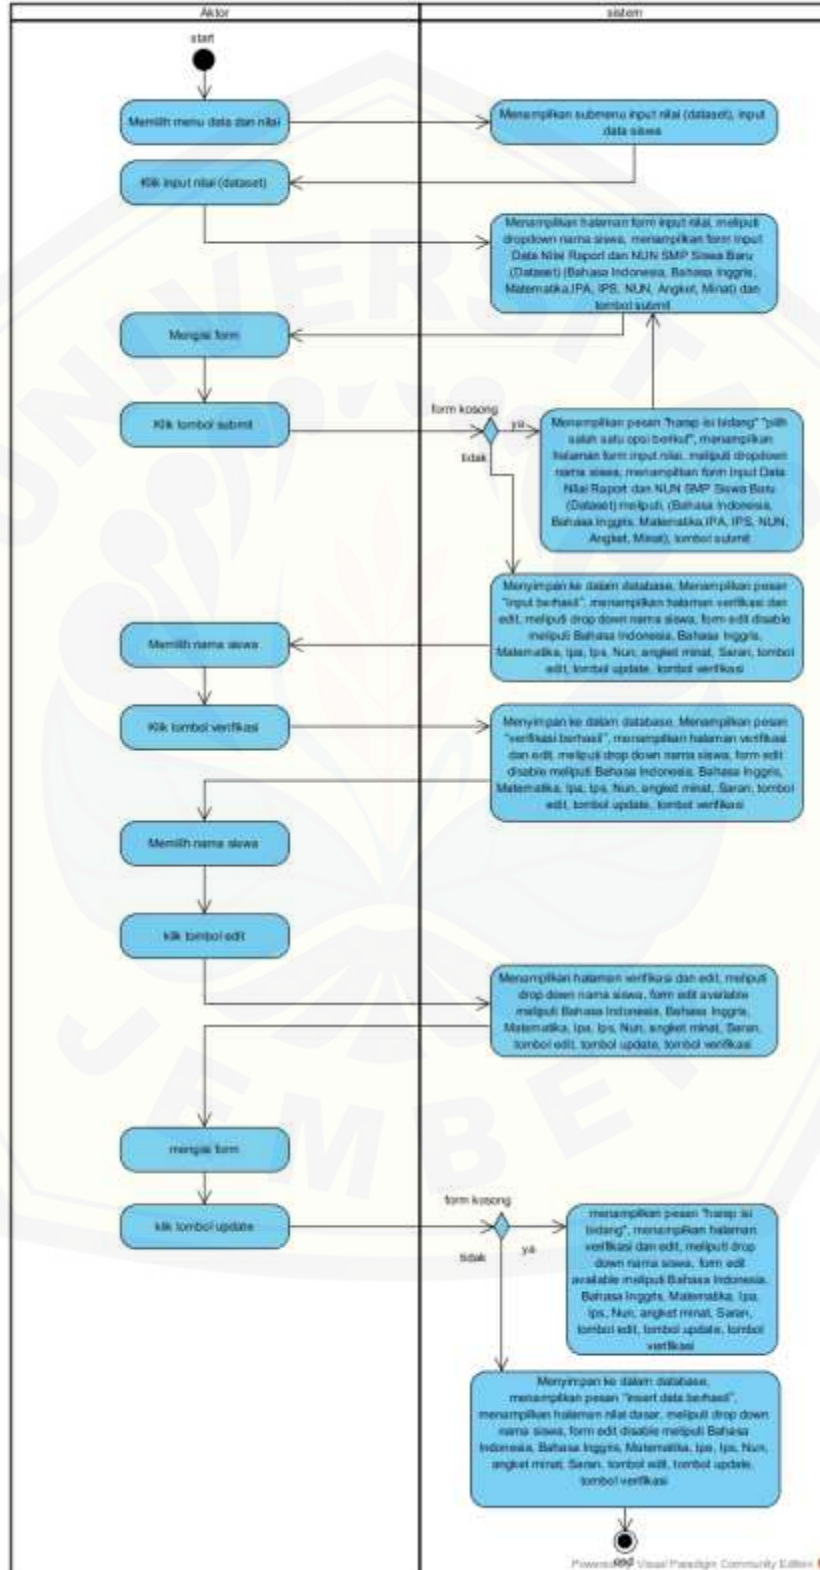 Aktor
sistem
start
Memilih menu data dan nilai
Menampilkan submenu input nilai (dataset), input
data siswa
Klik input nilai (dataset)
Menampilkan halaman form input nilai, meliputi
dropdown nama siswa, menampilkan form Input
Data Nilai Raport dan NUN SMP Siswa Baru
(Dataset) (Bahasa Indonesia, Bahasa Inggris,
Matematika,IPA, IPS, NUN, Angket, Minat) dan
tombol submit
Mengisi form
Klik tombol submit
form kosong
ya
tidak
Menampilkan pesan "harap isi bidang" "pilih
salah satu opsi berikut", menampilkan
halaman form input nilai, meliputi dropdown
nama siswa, menampilkan form Input Data
Nilai Raport dan NUN SMP Siswa Baru
(Dataset) meliputi, (Bahasa Indonesia,
Bahasa Inggris, Matematika,IPA, IPS, NUN,
Angket, Minat), tombol submit
Menyimpan ke dalam database, Menampilkan pesan
"input berhasil", menampilkan halaman verifikasi dan
edit, meliputi drop down nama siswa, form edit disable
meliputi Bahasa Indonesia, Bahasa Inggris,
Matematika, Ipa, Ips, Nun, angket minat, Saran, tombol
edit, tombol update, tombol verifikasi
Memilih nama siswa
Klik tombol verifikasi
Menyimpan ke dalam database, Menampilkan pesan
"verifikasi berhasil", menampilkan halaman verifikasi
dan edit, meliputi drop down nama siswa, form edit
disable meliputi Bahasa Indonesia, Bahasa Inggris,
Matematika, Ipa, Ips, Nun, angket minat, Saran, tombol
edit, tombol update, tombol verifikasi
Memilih nama siswa
klik tombol edit
Menampilkan halaman verifikasi dan edit, meliputi
drop down nama siswa, form edit available
meliputi Bahasa Indonesia, Bahasa Inggris,
Matematika, Ipa, Ips, Nun, angket minat, Saran,
tombol edit, tombol update, tombol verifikasi
mengisi form
klik tombol update
form kosong
ya
tidak
menampilkan pesan "harap isi
bidang", menampilkan halaman
verifikasi dan edit, meliputi drop
down nama siswa, form edit
available meliputi Bahasa Indonesia,
Bahasa Inggris, Matematika, Ipa,
Ips, Nun, angket minat, Saran,
tombol edit, tombol update, tombol
verifikasi
Menyimpan ke dalam database,
menampilkan pesan "insert data berhasil",
menampilkan halaman nilai dasar, meliputi drop down
nama siswa, form edit disable meliputi Bahasa
Indonesia, Bahasa Inggris, Matematika, Ipa, Ips, Nun,
angket minat, Saran, tombol edit, tombol update,
tombol verifikasi
end
Powered By Visual Paradigm Community Edition
UNIVERSITAS
JEMBER